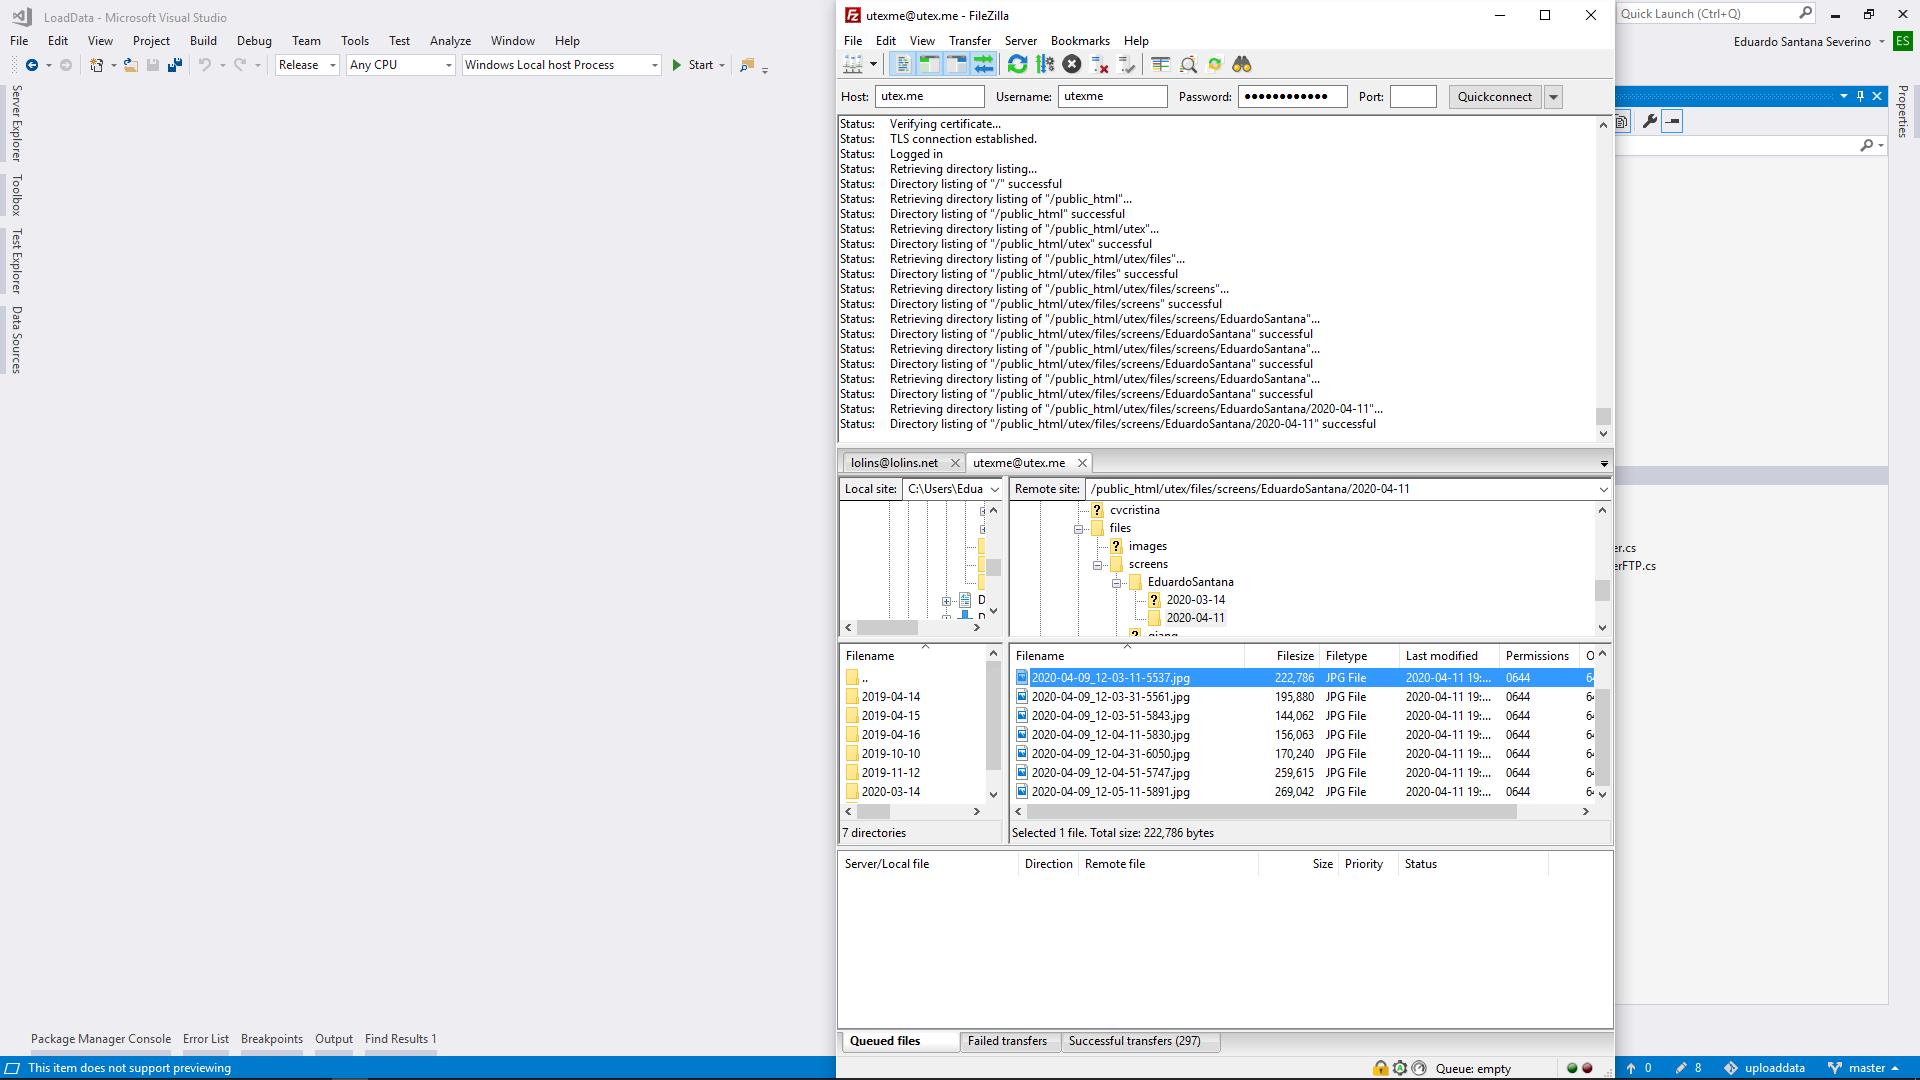 LoadData - Microsoft Visual Studio
File Edit View Project Build Debug Team Tools Test Analyze Window Help
Release Any CPU Windows Local host Process Start
Server Explorer
Toolbox
Test Explorer
Data Sources
utexme@utex.me - FileZilla
File Edit View Transfer Server Bookmarks Help
Host: utex.me Username: utexme Password: ●●●●●●●●●●●● Port: Quickconnect
Status: Verifying certificate...
Status: TLS connection established.
Status: Logged in
Status: Retrieving directory listing...
Status: Directory listing of "/" successful
Status: Retrieving directory listing of "/public_html"...
Status: Directory listing of "/public_html" successful
Status: Retrieving directory listing of "/public_html/utex"...
Status: Directory listing of "/public_html/utex" successful
Status: Retrieving directory listing of "/public_html/utex/files"...
Status: Directory listing of "/public_html/utex/files" successful
Status: Retrieving directory listing of "/public_html/utex/files/screens"...
Status: Directory listing of "/public_html/utex/files/screens" successful
Status: Retrieving directory listing of "/public_html/utex/files/screens/EduardoSantana"...
Status: Directory listing of "/public_html/utex/files/screens/EduardoSantana" successful
Status: Retrieving directory listing of "/public_html/utex/files/screens/EduardoSantana"...
Status: Directory listing of "/public_html/utex/files/screens/EduardoSantana" successful
Status: Retrieving directory listing of "/public_html/utex/files/screens/EduardoSantana"...
Status: Directory listing of "/public_html/utex/files/screens/EduardoSantana" successful
Status: Retrieving directory listing of "/public_html/utex/files/screens/EduardoSantana/2020-04-11"...
Status: Directory listing of "/public_html/utex/files/screens/EduardoSantana/2020-04-11" successful
lolins@lolins.net utexme@utex.me
Local site: C:\Users\Edua
D
Remote site: /public_html/utex/files/screens/EduardoSantana/2020-04-11
cvcristina
files
images
screens
EduardoSantana
2020-03-14
2020-04-11
Filename
..
2019-04-14
2019-04-15
2019-04-16
2019-10-10
2019-11-12
2020-03-14
7 directories
Filename Filesize Filetype Last modified Permissions O
2020-04-09_12-03-11-5537.jpg 222,786 JPG File 2020-04-11 19:... 0644 64
2020-04-09_12-03-31-5561.jpg 195,880 JPG File 2020-04-11 19:... 0644 64
2020-04-09_12-03-51-5843.jpg 144,062 JPG File 2020-04-11 19:... 0644 64
2020-04-09_12-04-11-5830.jpg 156,063 JPG File 2020-04-11 19:... 0644 64
2020-04-09_12-04-31-6050.jpg 170,240 JPG File 2020-04-11 19:... 0644 64
2020-04-09_12-04-51-5747.jpg 259,615 JPG File 2020-04-11 19:... 0644 64
2020-04-09_12-05-11-5891.jpg 269,042 JPG File 2020-04-11 19:... 0644 64
Selected 1 file. Total size: 222,786 bytes
Server/Local file Direction Remote file Size Priority Status
Queued files Failed transfers Successful transfers (297)
Queue: empty
Quick Launch (Ctrl+Q)
Eduardo Santana Severino ES
Properties
er.cs
erFTP.cs
Package Manager Console Error List Breakpoints Output Find Results 1
This item does not support previewing
0 8 uploaddata master